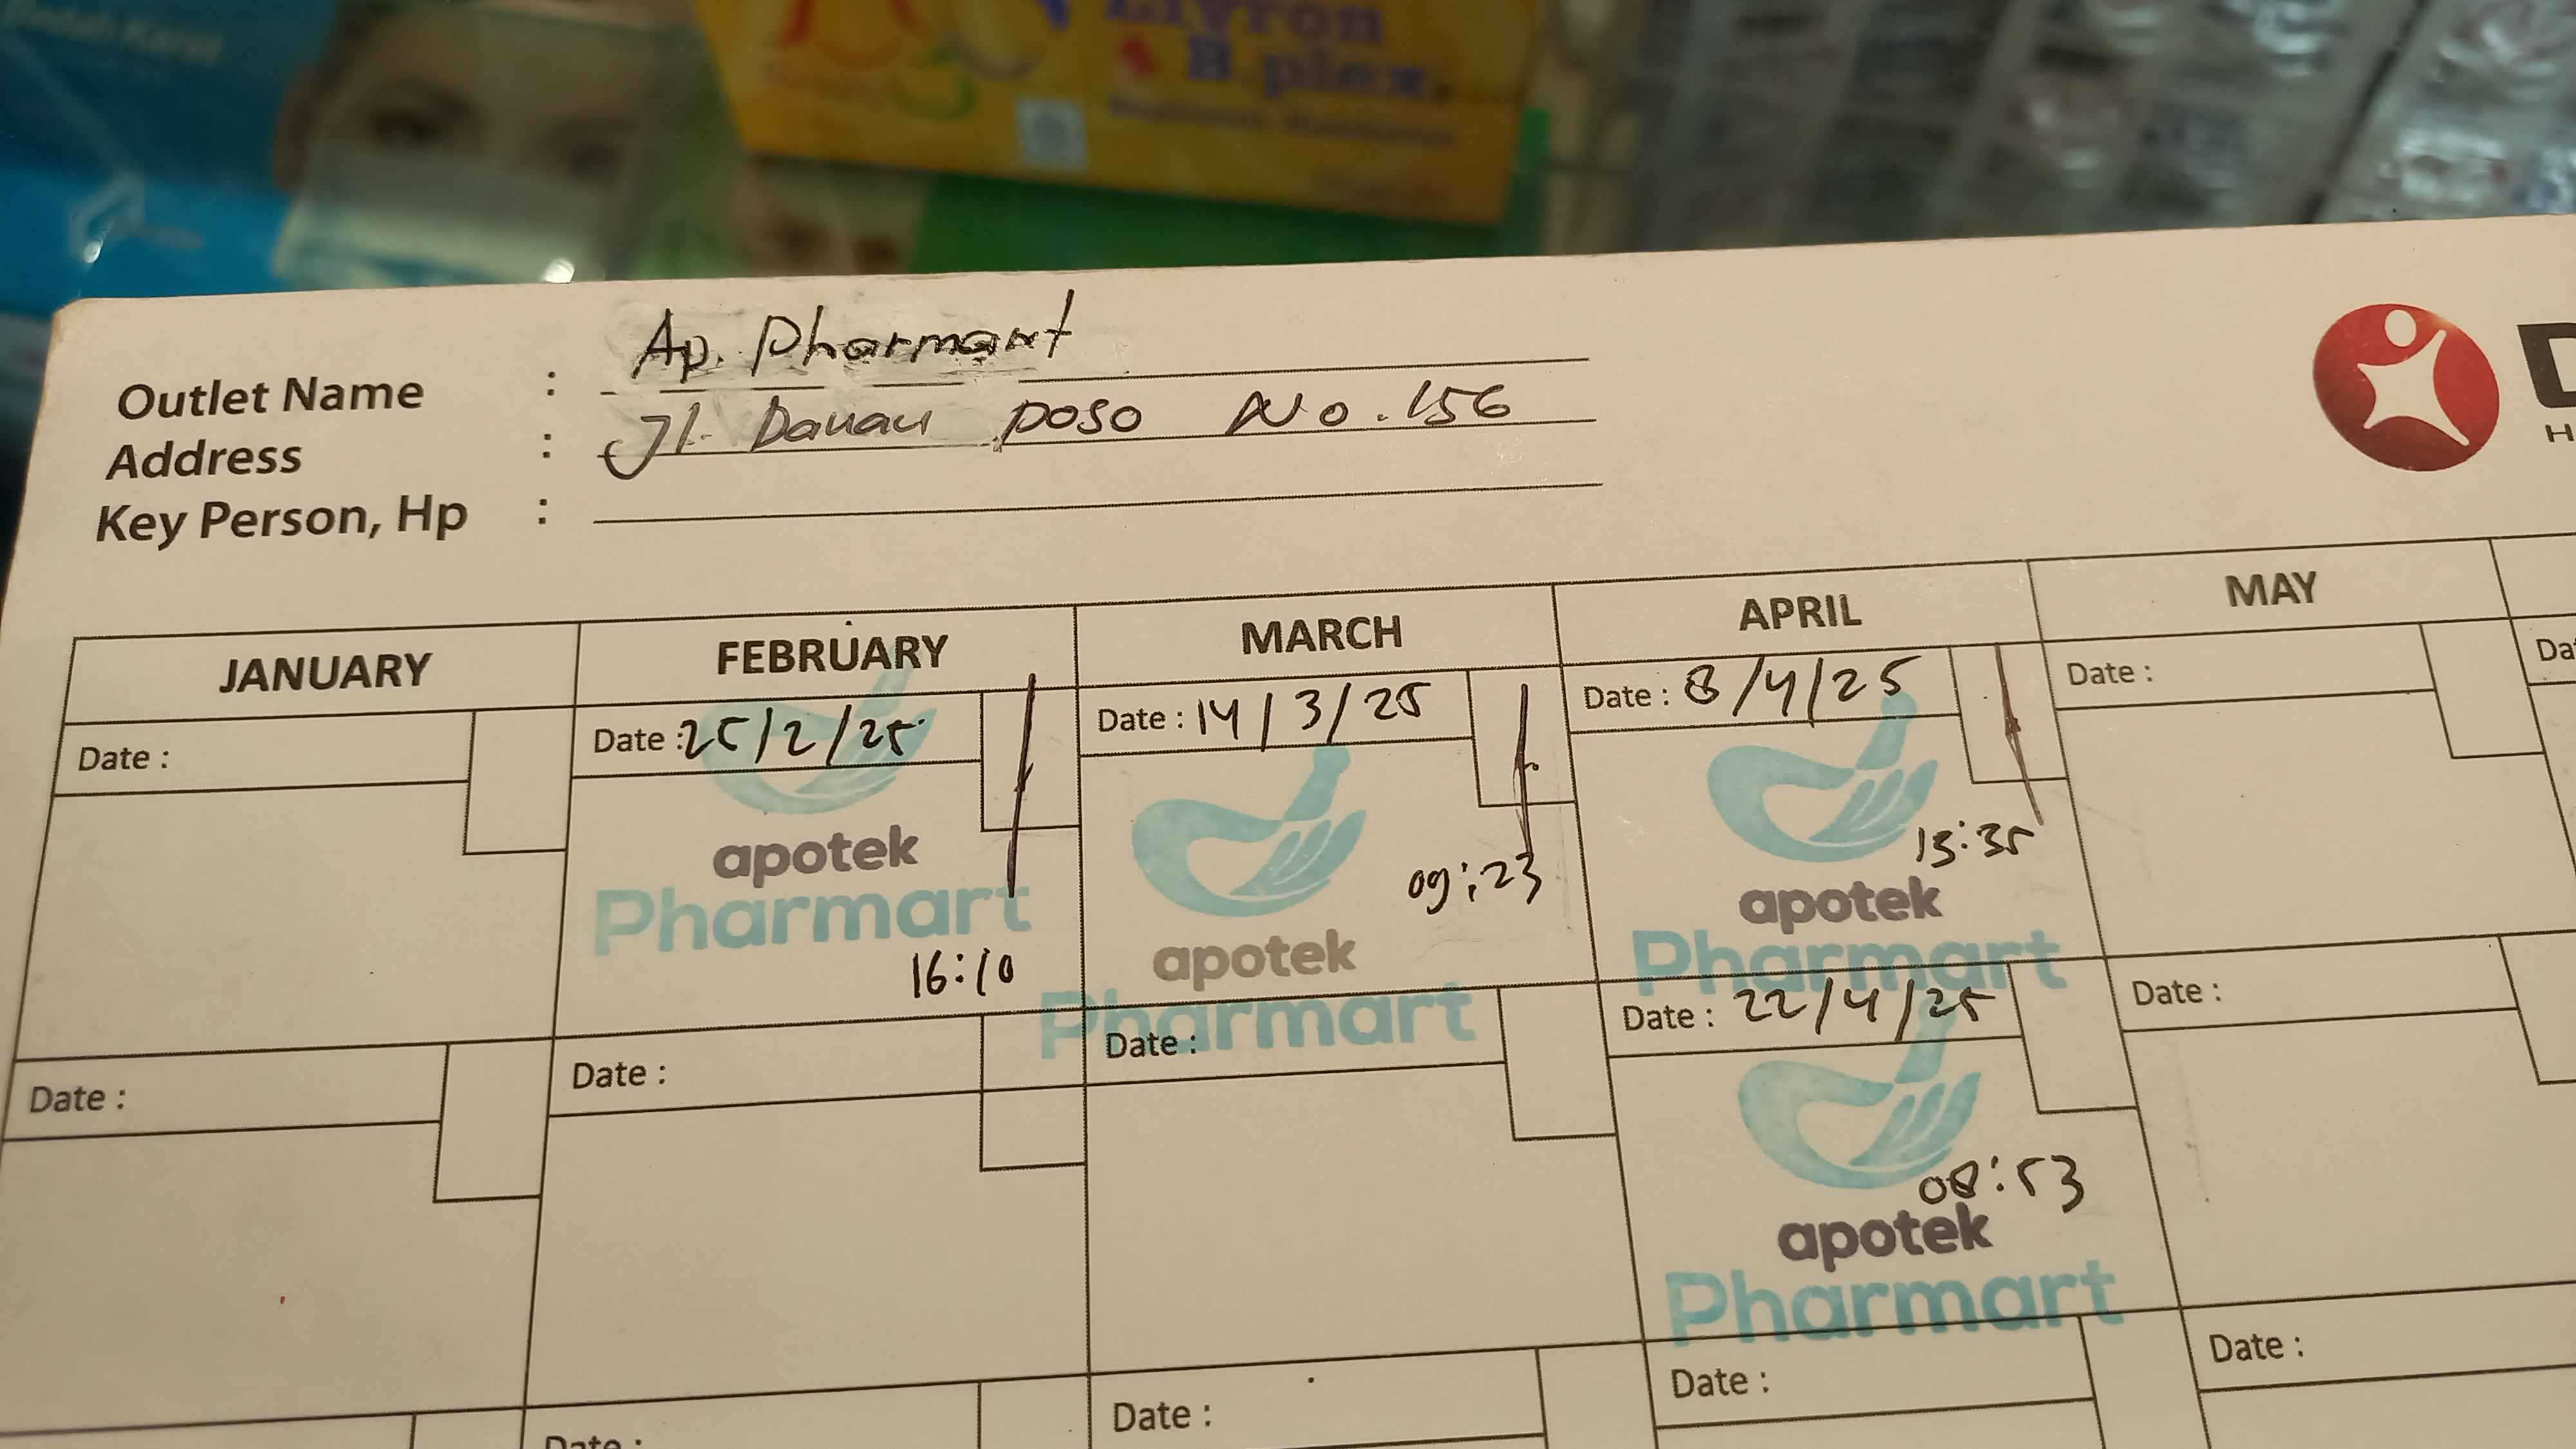 Livron
B plex
Outlet Name : Ap. Pharmart
Address : Jl. Danau poso No. 156
Key Person, Hp :
JANUARY FEBRUARY MARCH APRIL MAY
Date : Date : 25/2/25 Date : 14/3/25 Date : 8/4/25 Date :
apotek
Pharmart
16:10
09:23
apotek
Pharmart
15:35
apotek
Pharmart
Date : Date : Date : Date : 22/4/25 Date :
08:53
apotek
Pharmart
Date : Date : Date : Date :